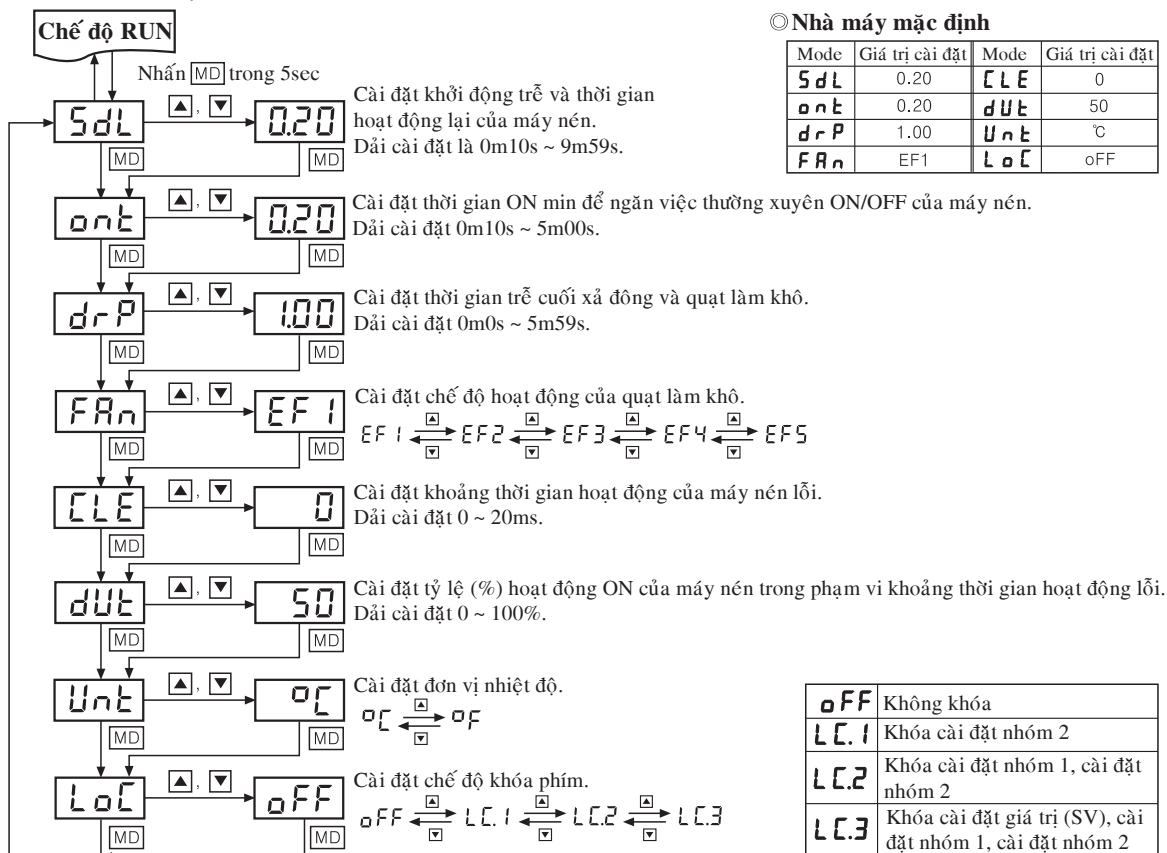 Chế độ RUN
Nhấn MD trong 5sec
◎ Nhà máy mặc định
Mode Giá trị cài đặt Mode Giá trị cài đặt
SdL 0.20 CLE 0
ont 0.20 dUt 50
drP 1.00 Unt ℃
FAn EF1 LoC oFF
SdL ▲, ▼ 0.20
MD MD
Cài đặt khởi động trễ và thời gian
hoạt động lại của máy nén.
Dải cài đặt là 0m10s ~ 9m59s.
ont ▲, ▼ 0.20
MD MD
Cài đặt thời gian ON min để ngăn việc thường xuyên ON/OFF của máy nén.
Dải cài đặt 0m10s ~ 5m00s.
drP ▲, ▼ 1.00
MD MD
Cài đặt thời gian trễ cuối xả đông và quạt làm khô.
Dải cài đặt 0m0s ~ 5m59s.
FAn ▲, ▼ EF1
MD MD
Cài đặt chế độ hoạt động của quạt làm khô.
EF1 ▲ ▼ EF2 ▲ ▼ EF3 ▲ ▼ EF4 ▲ ▼ EF5
CLE ▲, ▼ 0
MD MD
Cài đặt khoảng thời gian hoạt động của máy nén lỗi.
Dải cài đặt 0 ~ 20ms.
dUt ▲, ▼ 50
MD MD
Cài đặt tỷ lệ (%) hoạt động ON của máy nén trong phạm vi khoảng thời gian hoạt động lỗi.
Dải cài đặt 0 ~ 100%.
Unt ▲, ▼ ºC
MD MD
Cài đặt đơn vị nhiệt độ.
ºC ▲ ▼ ºF
LoC ▲, ▼ oFF
MD MD
Cài đặt chế độ khóa phím.
oFF ▲ ▼ LC.1 ▲ ▼ LC.2 ▲ ▼ LC.3
oFF Không khóa
LC.1 Khóa cài đặt nhóm 2
LC.2 Khóa cài đặt nhóm 1, cài đặt
nhóm 2
LC.3 Khóa cài đặt giá trị (SV), cài
đặt nhóm 1, cài đặt nhóm 2